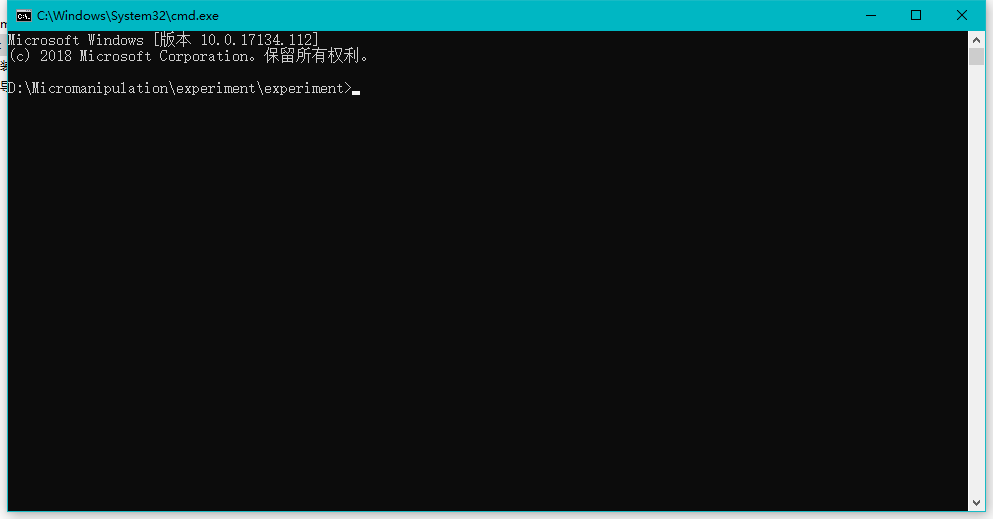 C:\Windows\System32\cmd.exe
Microsoft Windows [版本 10.0.17134.112]
(c) 2018 Microsoft Corporation。保留所有权利。
D:\Micromanipulation\experiment\experiment>